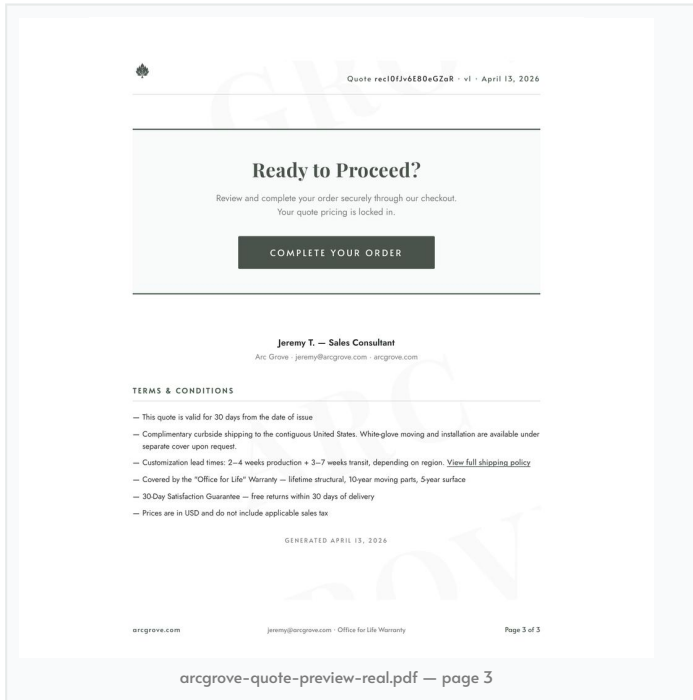 Quote recl0fJv6E80eGZaR · v1 · April 13, 2026
GRO
Ready to Proceed?
Review and complete your order securely through our checkout.
Your quote pricing is locked in.
COMPLETE YOUR ORDER
Jeremy T. — Sales Consultant
Arc Grove · jeremy@arcgrove.com · arcgrove.com
ARC
TERMS & CONDITIONS
— This quote is valid for 30 days from the date of issue
— Complimentary curbside shipping to the contiguous United States. White-glove moving and installation are available under
separate cover upon request.
— Customization lead times: 2–4 weeks production + 3–7 weeks transit, depending on region. View full shipping policy
— Covered by the "Office for Life" Warranty — lifetime structural, 10-year moving parts, 5-year surface
— 30-Day Satisfaction Guarantee — free returns within 30 days of delivery
— Prices are in USD and do not include applicable sales tax
GENERATED APRIL 13, 2026
ROV
arcgrove.com
jeremy@arcgrove.com · Office for Life Warranty
Page 3 of 3
arcgrove-quote-preview-real.pdf — page 3